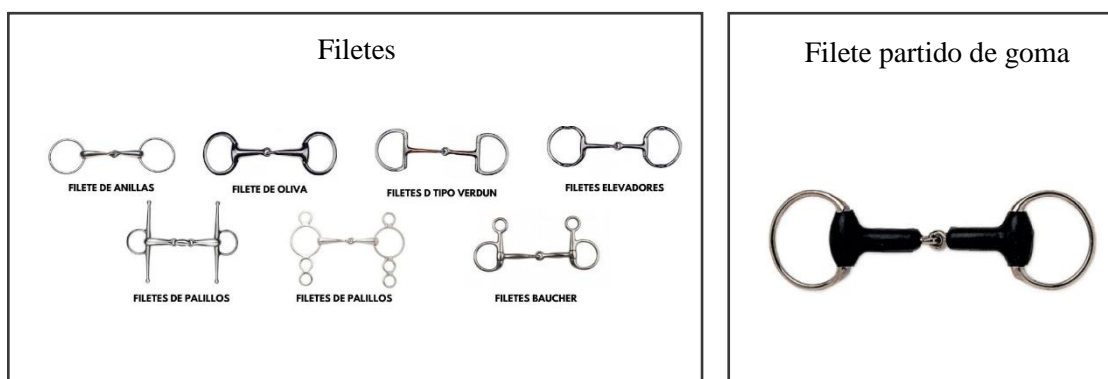 Filetes
FILETE DE ANILLAS
FILETE DE OLIVA
FILETES D TIPO VERDUN
FILETES ELEVADORES
FILETES DE PALILLOS
FILETES DE PALILLOS
FILETES BAUCHER
Filete partido de goma